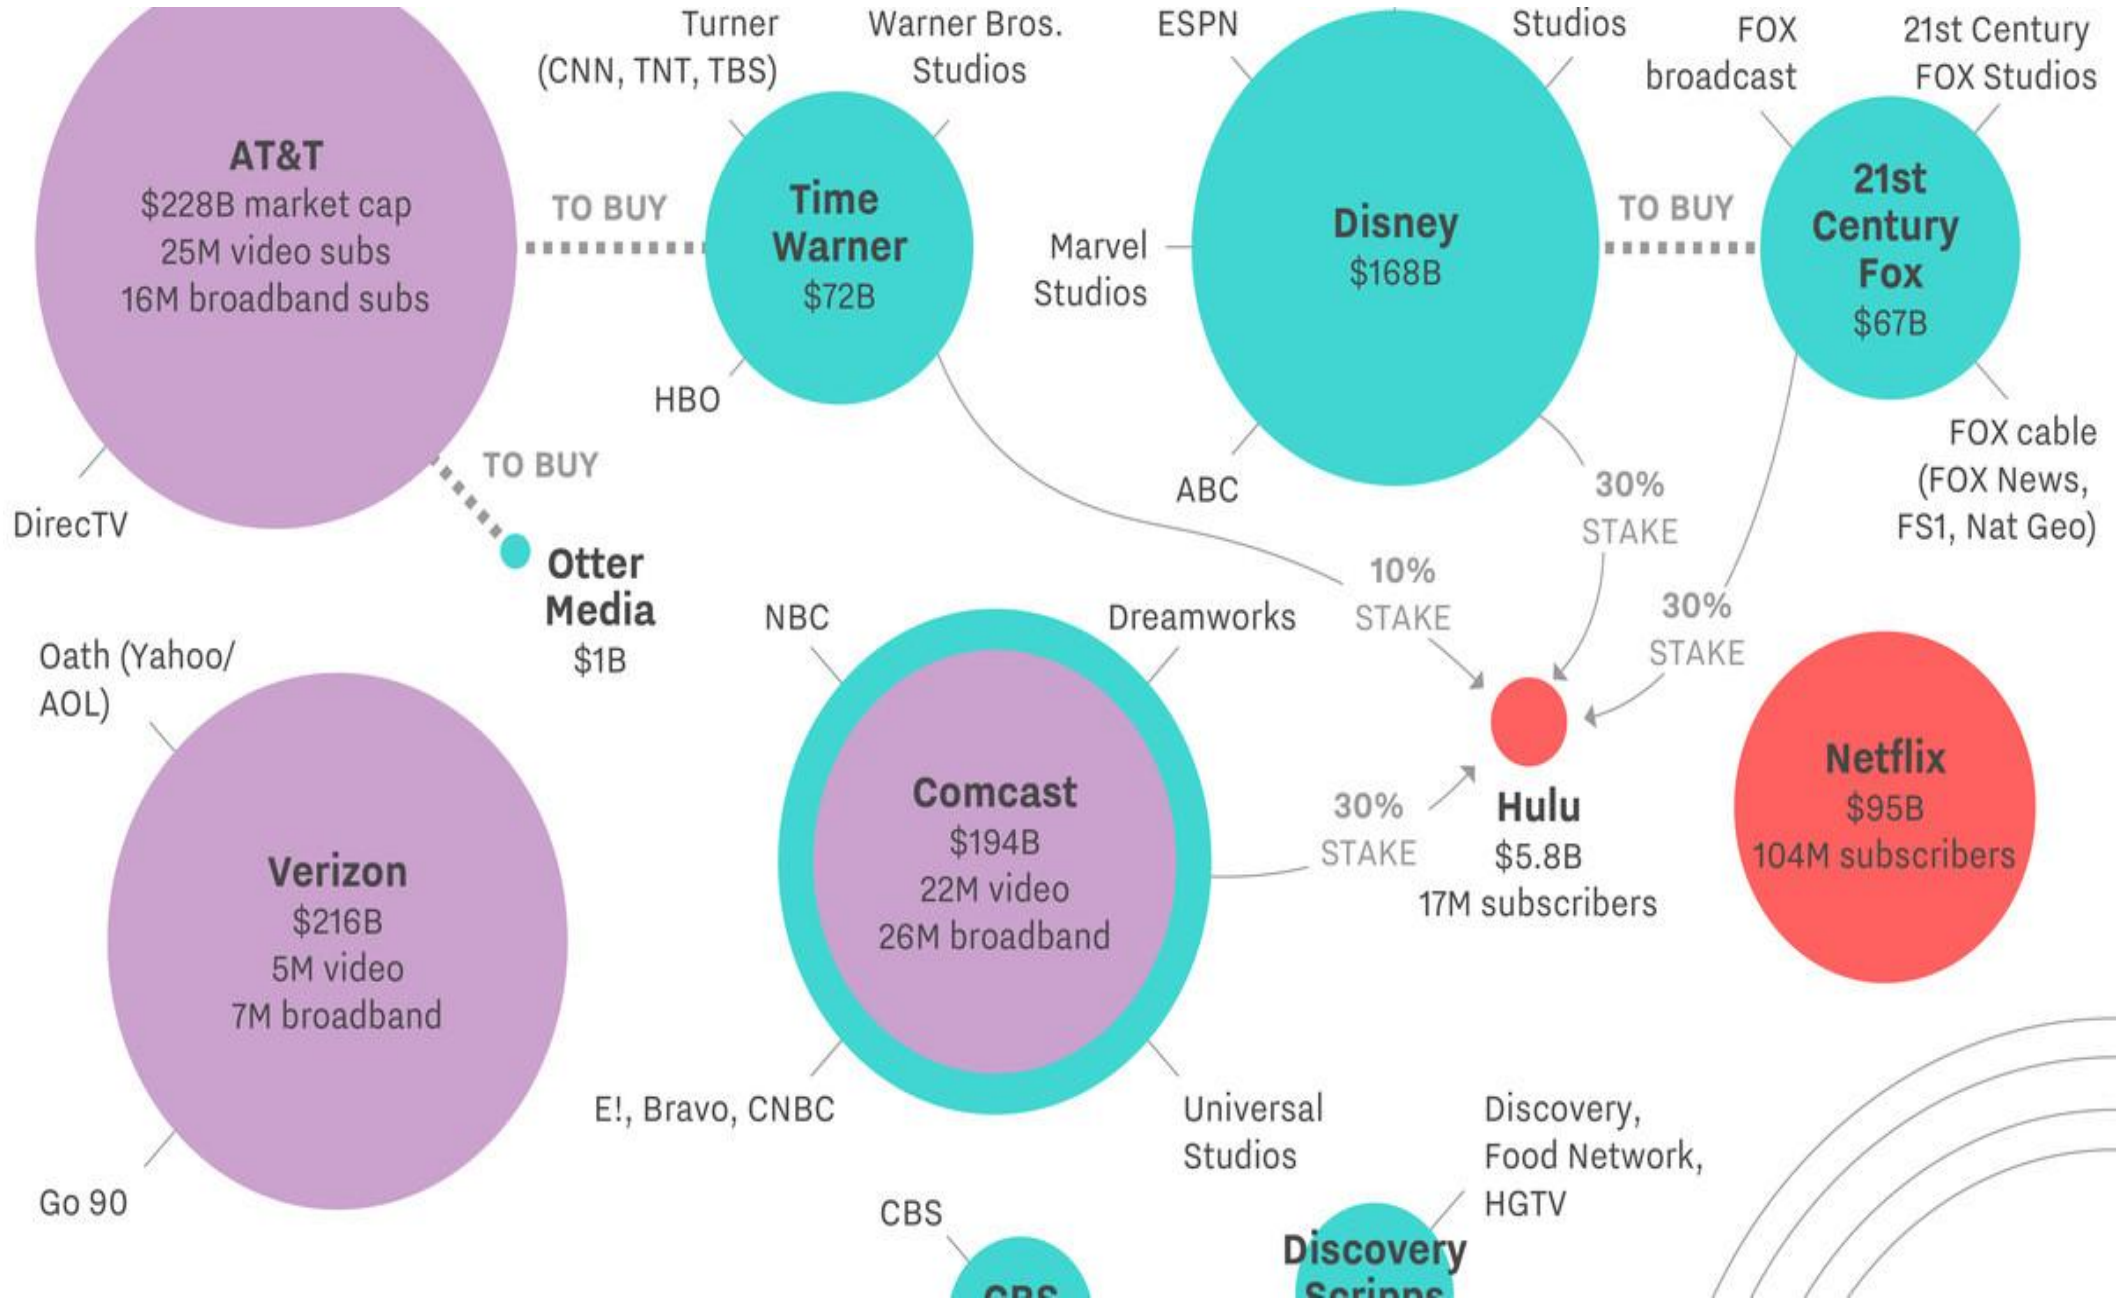 Turner
(CNN, TNT, TBS)
Warner Bros.
Studios
ESPN
Studios
FOX
broadcast
21st Century
FOX Studios
AT&T
$228B market cap
25M video subs
16M broadband subs
TO BUY
Time
Warner
$72B
Marvel
Studios
Disney
$168B
TO BUY
21st
Century
Fox
$67B
HBO
ABC
DirecTV
TO BUY
Otter
Media
$1B
30%
STAKE
FOX cable
(FOX News,
FS1, Nat Geo)
10%
STAKE
30%
STAKE
Oath (Yahoo/
AOL)
NBC
Dreamworks
Verizon
$216B
5M video
7M broadband
Comcast
$194B
22M video
26M broadband
30%
STAKE
Hulu
$5.8B
17M subscribers
Netflix
$95B
104M subscribers
E!, Bravo, CNBC
Universal
Studios
Discovery,
Food Network,
HGTV
Go 90
CBS
CBS
Discovery
Scripps